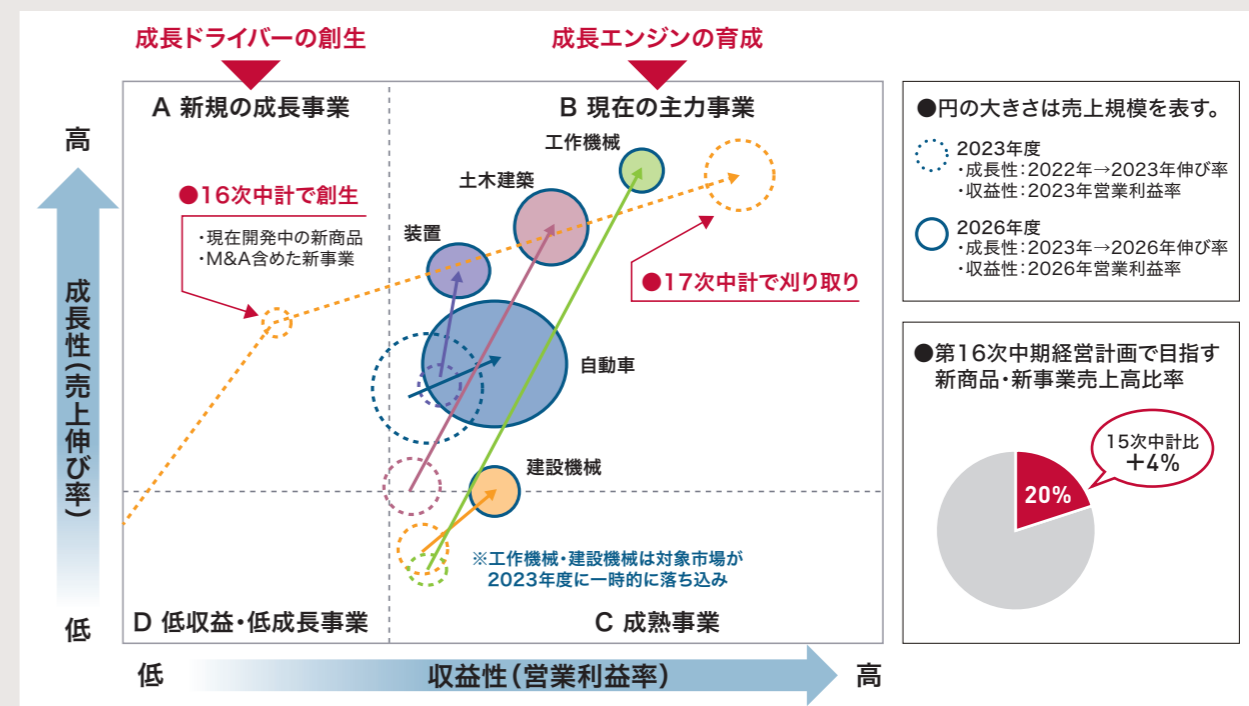 成長ドライバーの創生
成長エンジンの育成
A 新規の成長事業
B 現在の主力事業
高
工作機械
土木建築
●16次中計で創生
・現在開発中の新商品
・M&A含めた新事業
装置
●17次中計で刈り取り
成長性(売上伸び率)
自動車
建設機械
※工作機械・建設機械は対象市場が
2023年度に一時的に落ち込み
低
D 低収益・低成長事業
C 成熟事業
低
収益性(営業利益率)
高
●円の大きさは売上規模を表す。
2023年度
・成長性:2022年→2023年伸び率
・収益性:2023年営業利益率
2026年度
・成長性:2023年→2026年伸び率
・収益性:2026年営業利益率
●第16次中期経営計画で目指す
新商品・新事業売上高比率
15次中計比
+4%
20%